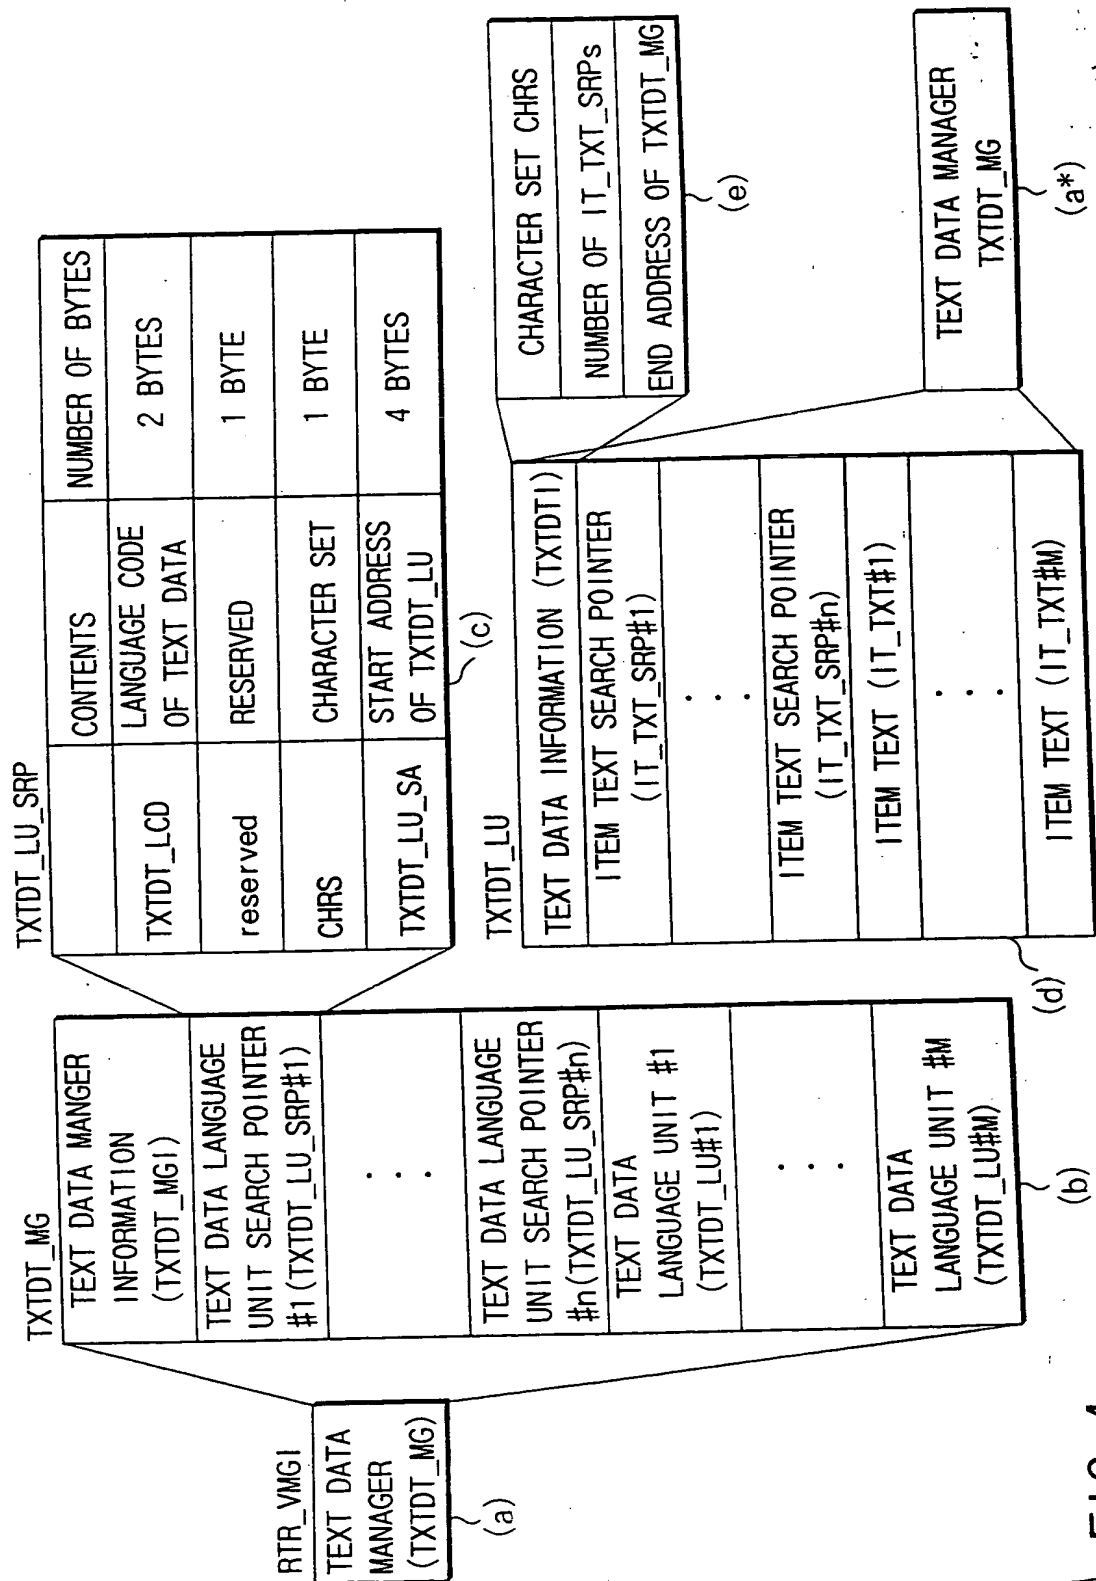 RTR_VMGI
TEXT DATA
MANAGER
(TXTDT_MG)
(a)
TXTDT_MG
TEXT DATA MANGER
INFORMATION
(TXTDT_MGI)
TEXT DATA LANGUAGE
UNIT SEARCH POINTER
#1(TXTDT_LU_SRP#1)
. . .
TEXT DATA LANGUAGE
UNIT SEARCH POINTER
#n(TXTDT_LU_SRP#n)
TEXT DATA
LANGUAGE UNIT #1
(TXTDT_LU#1)
. . .
TEXT DATA
LANGUAGE UNIT #M
(TXTDT_LU#M)
(b)
TXTDT_LU_SRP
CONTENTS NUMBER OF BYTES
TXTDT_LCD LANGUAGE CODE 2 BYTES
OF TEXT DATA
reserved RESERVED 1 BYTE
CHRS CHARACTER SET 1 BYTE
TXTDT_LU_SA START ADDRESS 4 BYTES
OF TXTDT_LU
(c)
TXTDT_LU
TEXT DATA INFORMATION (TXTDTI)
ITEM TEXT SEARCH POINTER
(IT_TXT_SRP#1)
. . .
ITEM TEXT SEARCH POINTER
(IT_TXT_SRP#n)
ITEM TEXT (IT_TXT#1)
. . .
ITEM TEXT (IT_TXT#M)
(d)
CHARACTER SET CHRS
NUMBER OF IT_TXT_SRPs
END ADDRESS OF TXTDT_MG
(e)
TEXT DATA MANAGER
TXTDT_MG
(a*)